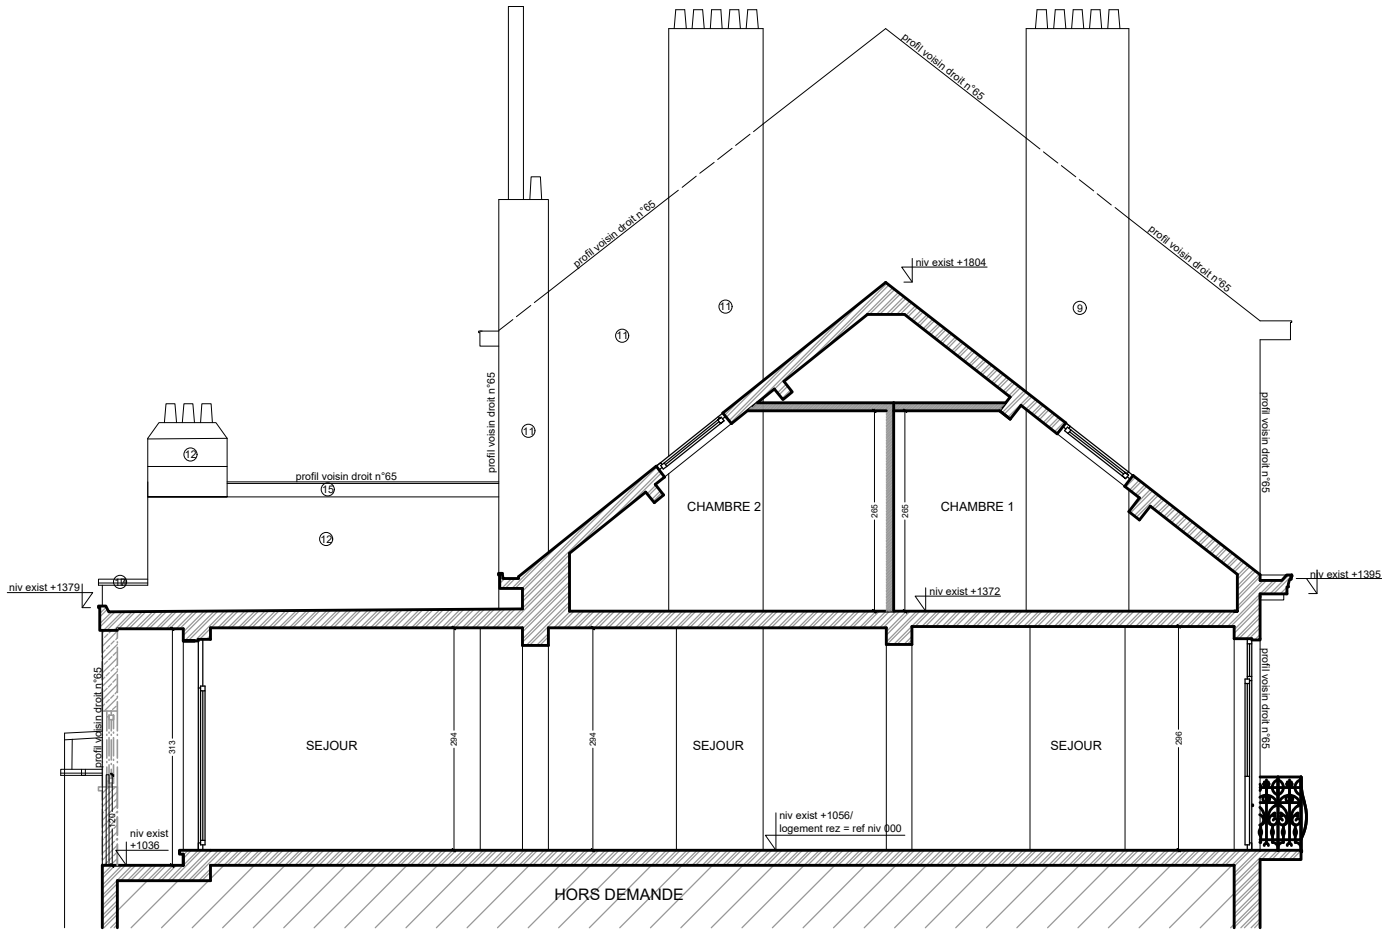 profil voisin droit n°65
profil voisin droit n°65
profil voisin droit n°65
niv exist +1804
11
11
9
profil voisin droit n°65
profil voisin droit n°65
11
12
profil voisin droit n°65
15
12
CHAMBRE 2
265
265
CHAMBRE 1
niv exist +1379
niv exist +1372
niv exist +1395
profil voisin droit n°65
profil voisin droit n°65
313
SEJOUR
294
294
SEJOUR
SEJOUR
296
120
niv exist
+1036
niv exist +1056/
logement rez = ref niv 000
HORS DEMANDE